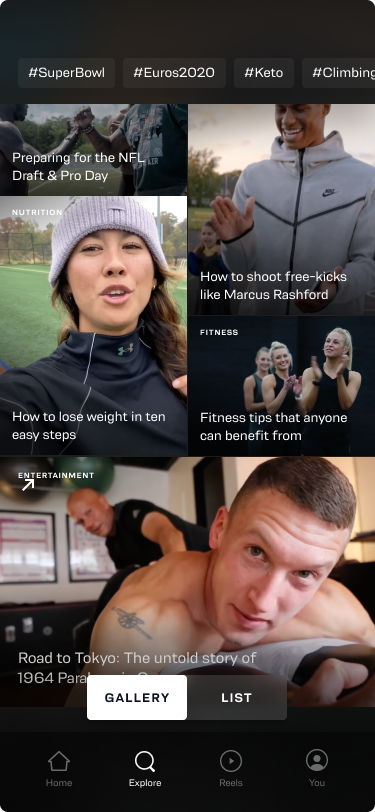 #SuperBowl
#Euros2020
#Keto
#Climbing
Preparing for the NFL
Draft & Pro Day
How to shoot free-kicks
like Marcus Rashford
NUTRITION
How to lose weight in ten
easy steps
FITNESS
Fitness tips that anyone
can benefit from
ENTERTAINMENT
Road to Tokyo: The untold story of
1964
GALLERY
LIST
Home
Explore
Reels
You